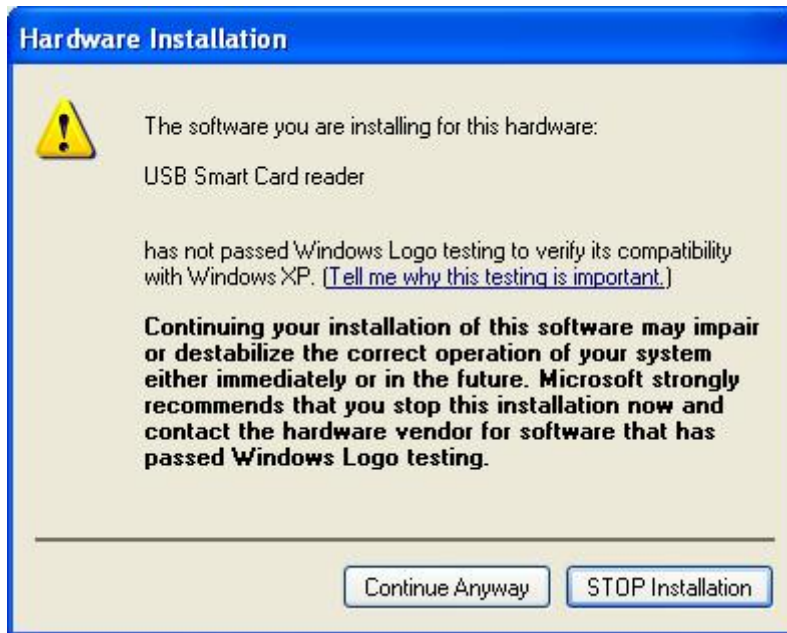 Hardware Installation
The software you are installing for this hardware:
USB Smart Card reader
has not passed Windows Logo testing to verify its compatibility
with Windows XP. (Tell me why this testing is important.)
Continuing your installation of this software may impair
or destabilize the correct operation of your system
either immediately or in the future. Microsoft strongly
recommends that you stop this installation now and
contact the hardware vendor for software that has
passed Windows Logo testing.
Continue Anyway
STOP Installation